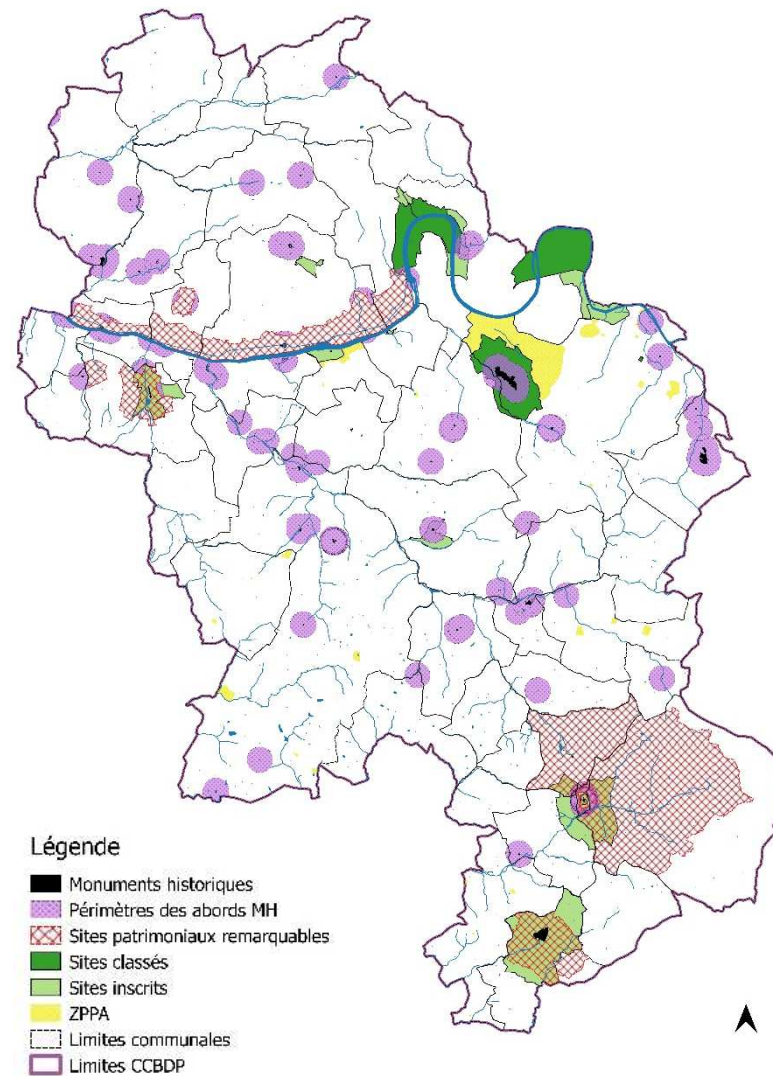 Légende
Monuments historiques
Périmètres des abords MH
Sites patrimoniaux remarquables
Sites classés
Sites inscrits
ZPPA
Limites communales
Limites CCBDP